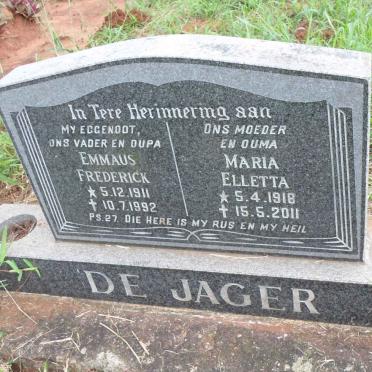 In Tere Herinnering aan
MY EGGENOOT,
ONS VADER EN OUPA
EMMAUS
FREDERICK
* 5.12.1911
† 10.7.1992
ONS MOEDER
EN OUMA
MARIA
ELLETTA
* 5.4.1918
† 15.5.2011
PS.27. DIE HERE IS MY RUS EN MY HEIL
DE JAGER